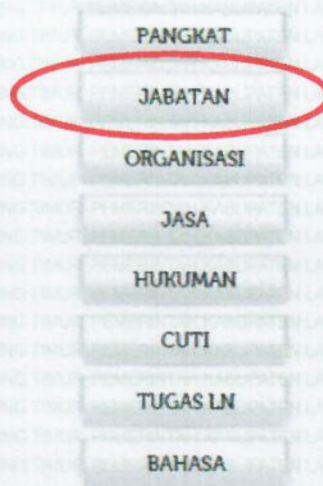 PANGKAT
JABATAN
ORGANISASI
JASA
HUKUMAN
CUTI
TUGAS LN
BAHASA